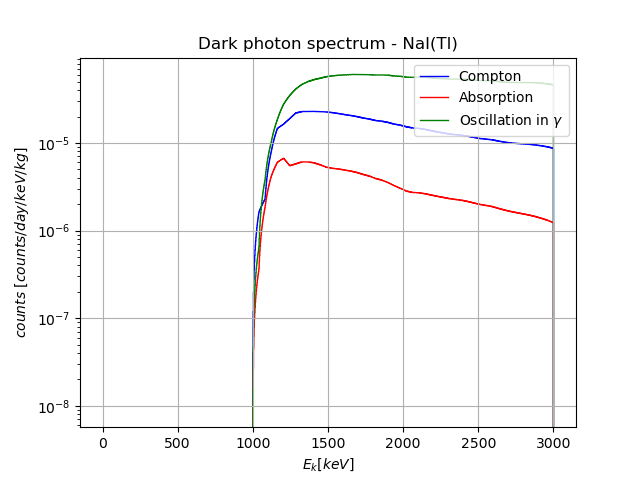 Dark photon spectrum - NaI(Tl)
Compton
Absorption
Oscillation in γ
10⁻⁵
10⁻⁶
10⁻⁷
10⁻⁸
counts [counts/day/keV/kg]
0 500 1000 1500 2000 2500 3000
E_k[keV]